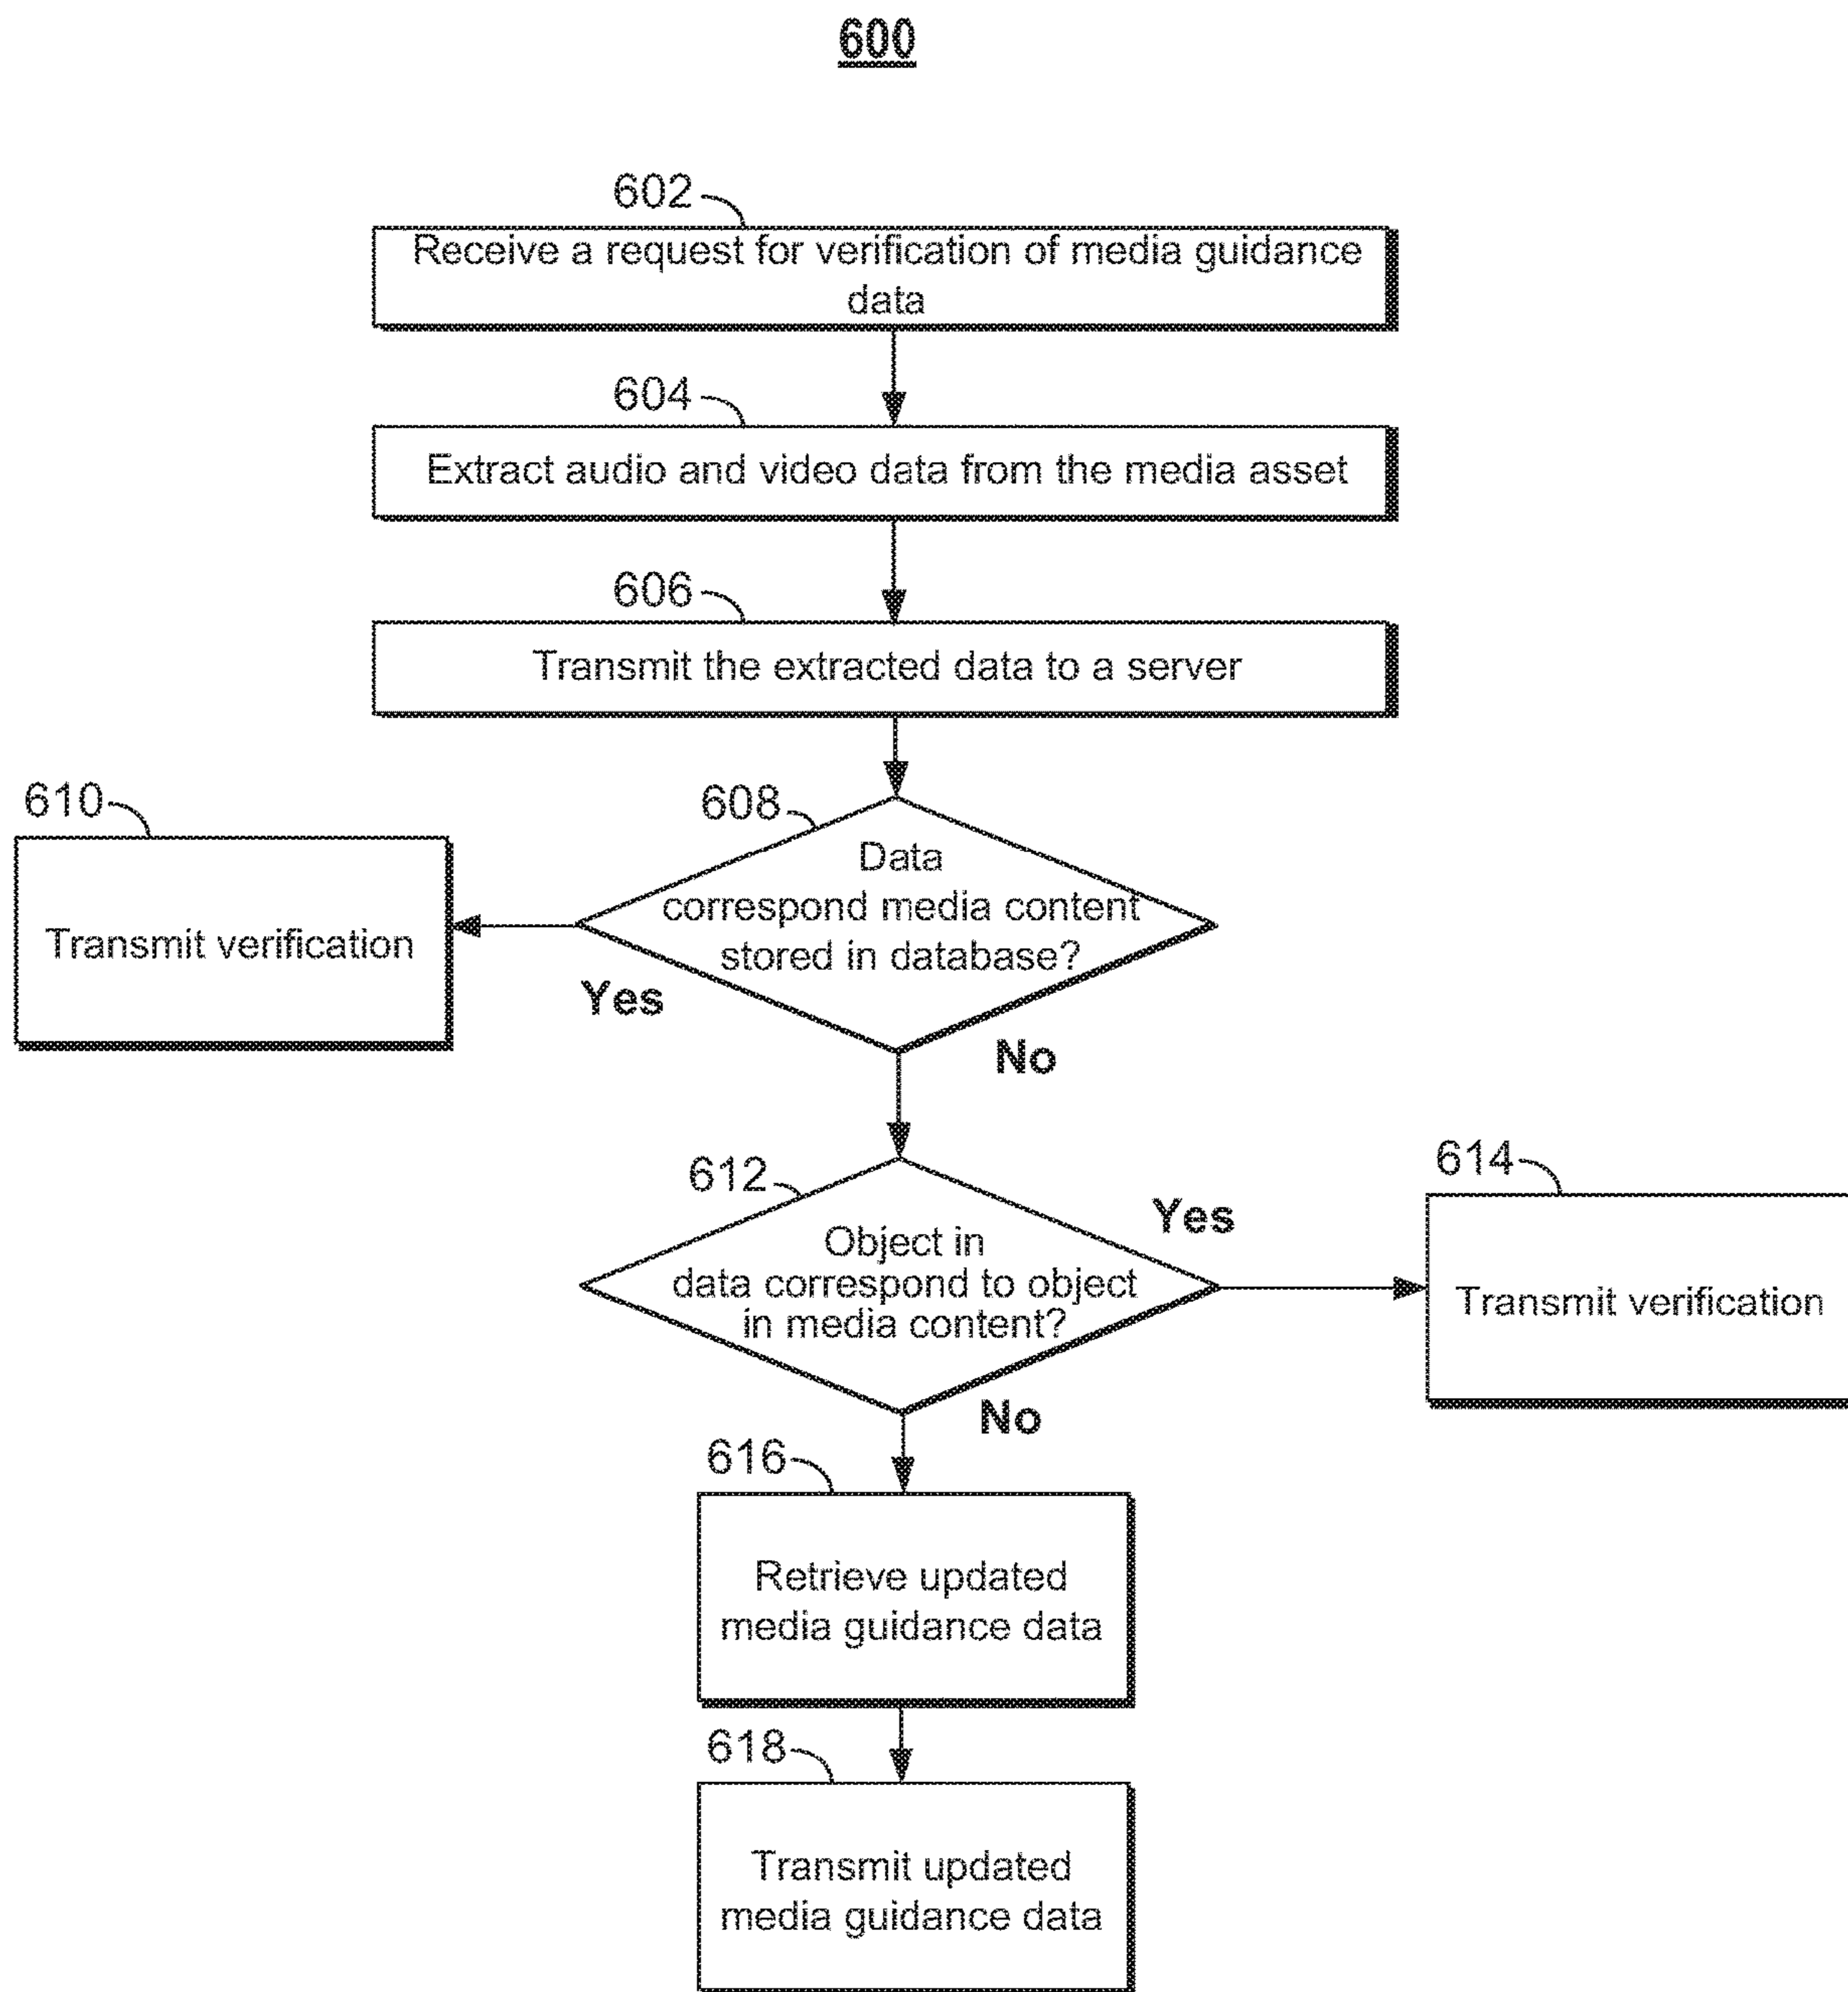 600
602
Receive a request for verification of media guidance
data
604
Extract audio and video data from the media asset
606
Transmit the extracted data to a server
608
Data
correspond media content
stored in database?
610
Transmit verification
Yes
No
612
Object in
data correspond to object
in media content?
Yes
614
Transmit verification
No
616
Retrieve updated
media guidance data
618
Transmit updated
media guidance data